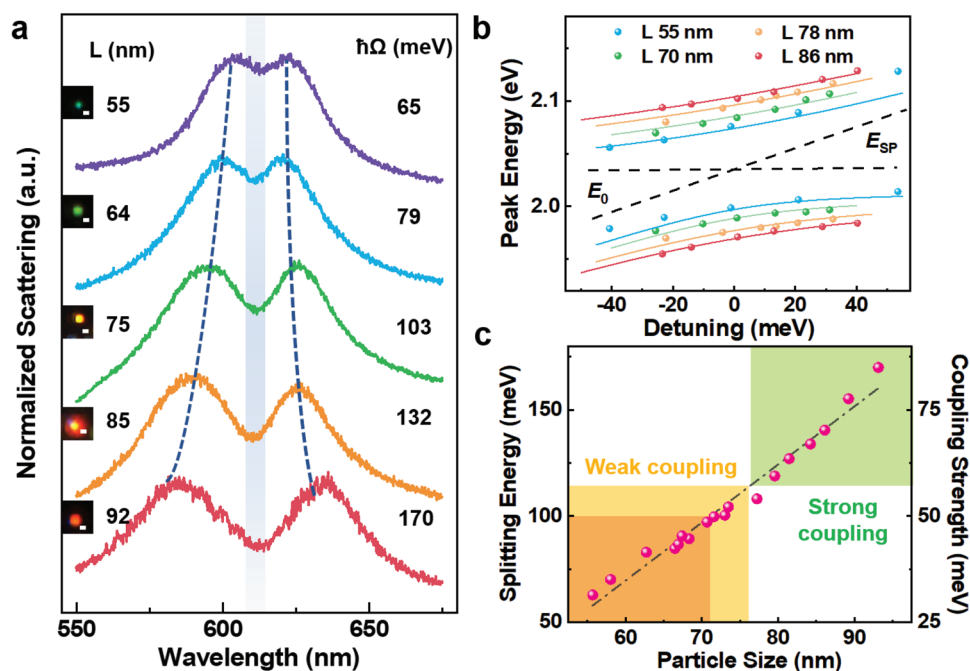 a
L (nm)
ħΩ (meV)
55
65
64
79
75
103
85
132
92
170
Normalized Scattering (a.u.)
550
600
650
Wavelength (nm)
b
L 55 nm
L 78 nm
L 70 nm
L 86 nm
2.1
2.0
Peak Energy (eV)
E0
ESP
-40
-20
0
20
40
Detuning (meV)
c
Splitting Energy (meV)
150
100
50
Weak coupling
Strong
coupling
75
50
25
Coupling Strength (meV)
60
70
80
90
Particle Size (nm)